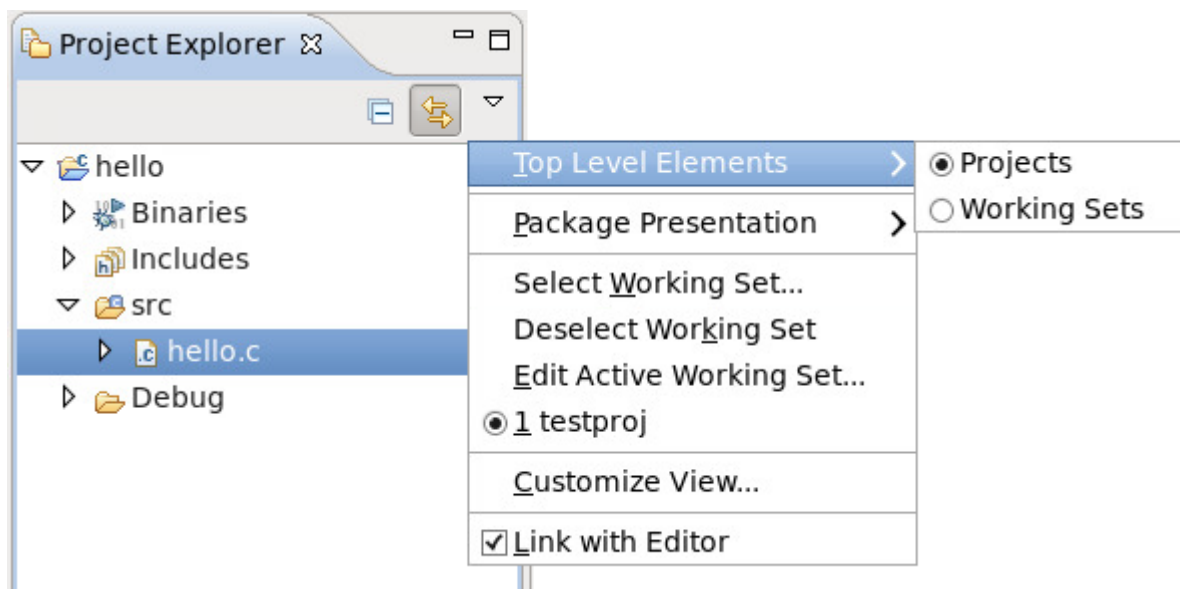 Project Explorer
hello
Binaries
Includes
src
hello.c
Debug
Top Level Elements
Package Presentation
Select Working Set...
Deselect Working Set
Edit Active Working Set...
1 testproj
Customize View...
Link with Editor
Projects
Working Sets